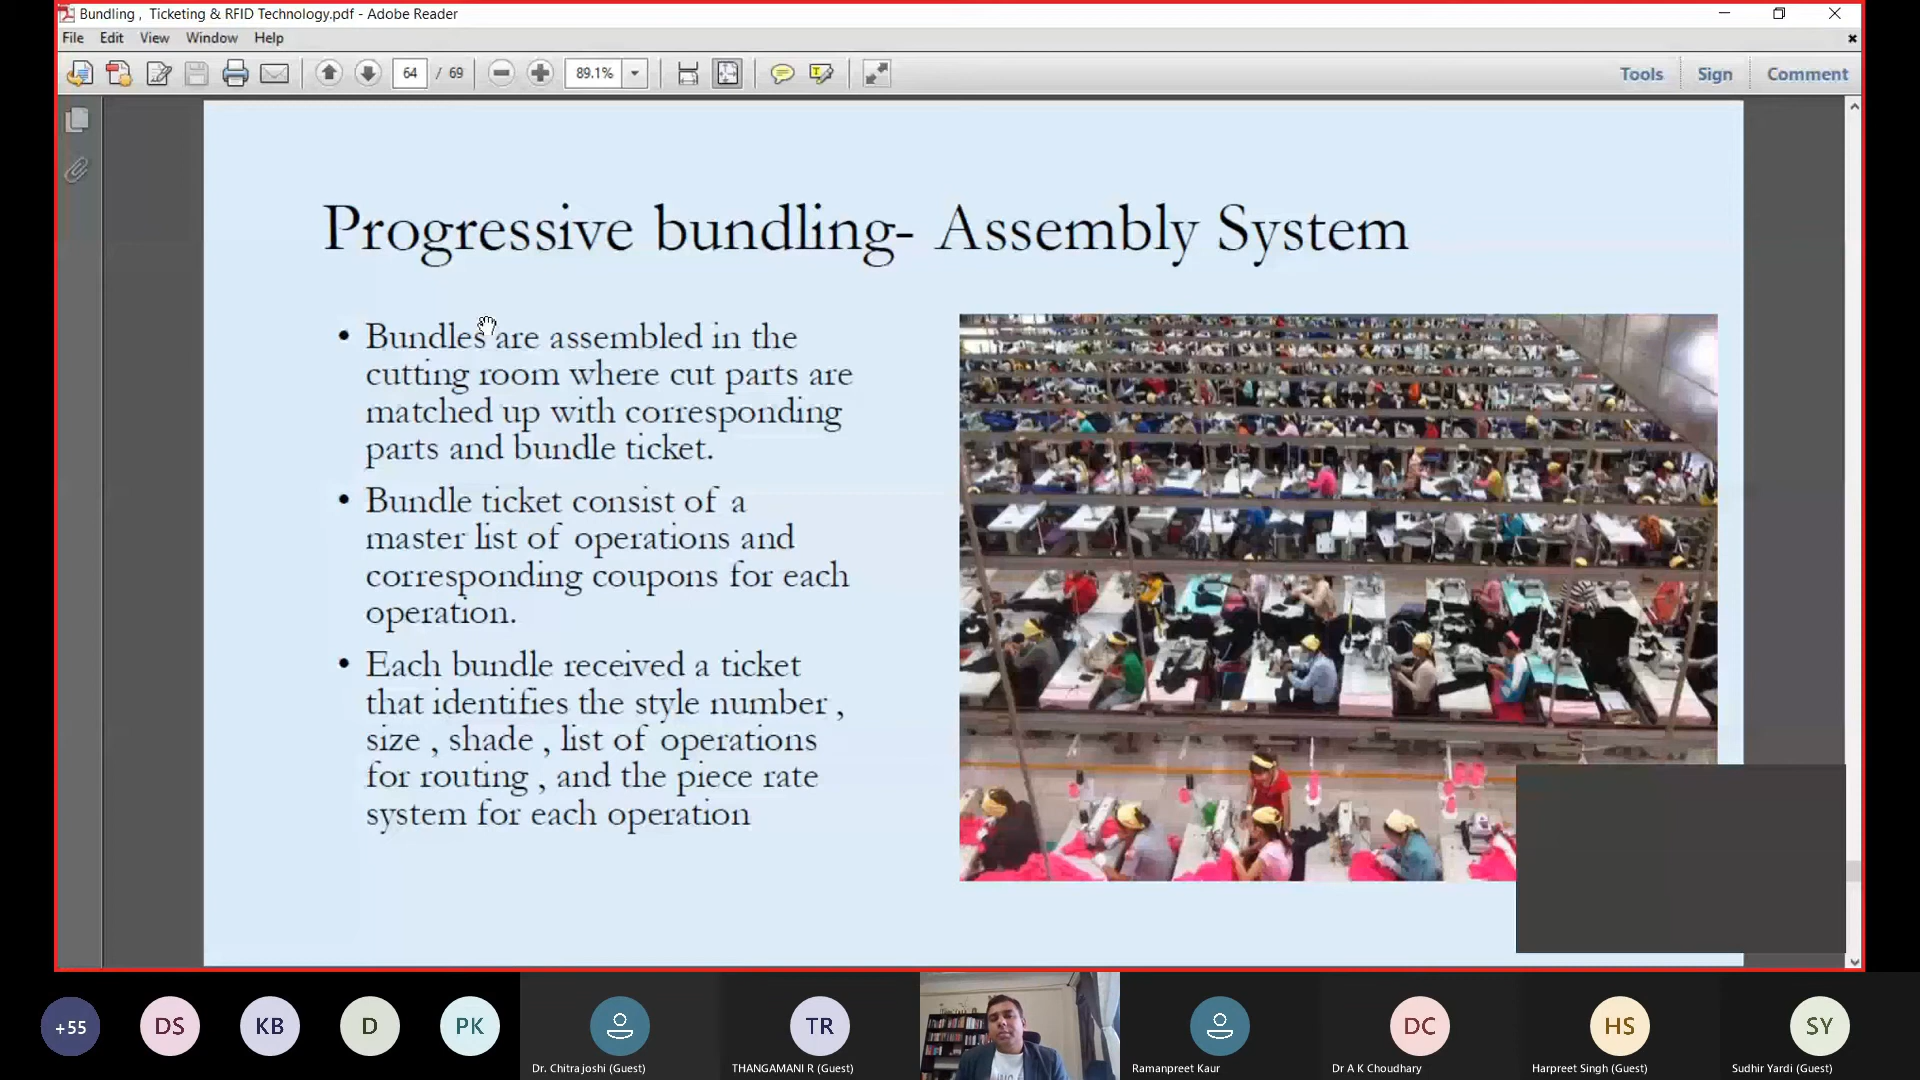 Bundling , Ticketing & RFID Technology.pdf - Adobe Reader
File Edit View Window Help
64 / 69 89.1% Tools Sign Comment
Progressive bundling- Assembly System
• Bundles are assembled in the
cutting room where cut parts are
matched up with corresponding
parts and bundle ticket.
• Bundle ticket consist of a
master list of operations and
corresponding coupons for each
operation.
• Each bundle received a ticket
that identifies the style number ,
size , shade , list of operations
for routing , and the piece rate
system for each operation
+55 DS KB D PK TR DC HS SY
Dr. Chitra joshi (Guest) THANGAMANI R (Guest) Ramanpreet Kaur Dr A K Choudhary Harpreet Singh (Guest) Sudhir Yardi (Guest)